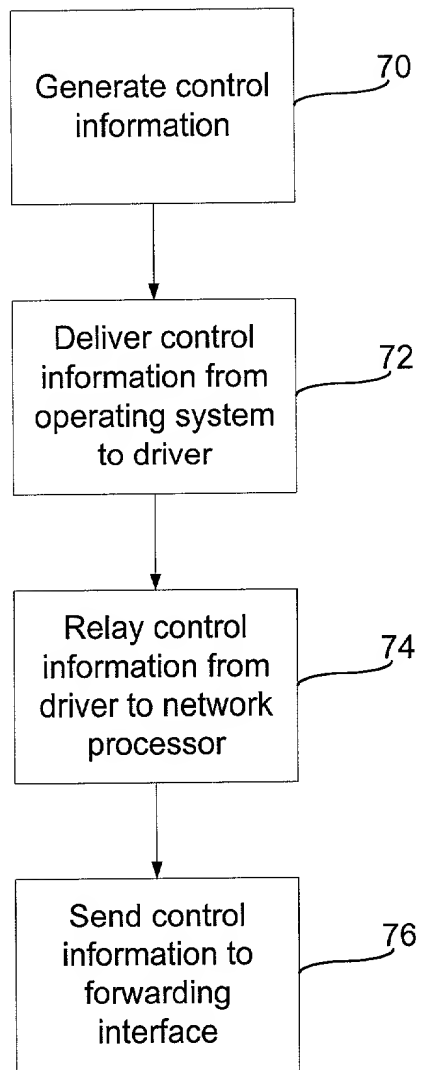 Generate control
information
70
Deliver control
information from
operating system
to driver
72
Relay control
information from
driver to network
processor
74
Send control
information to
forwarding
interface
76